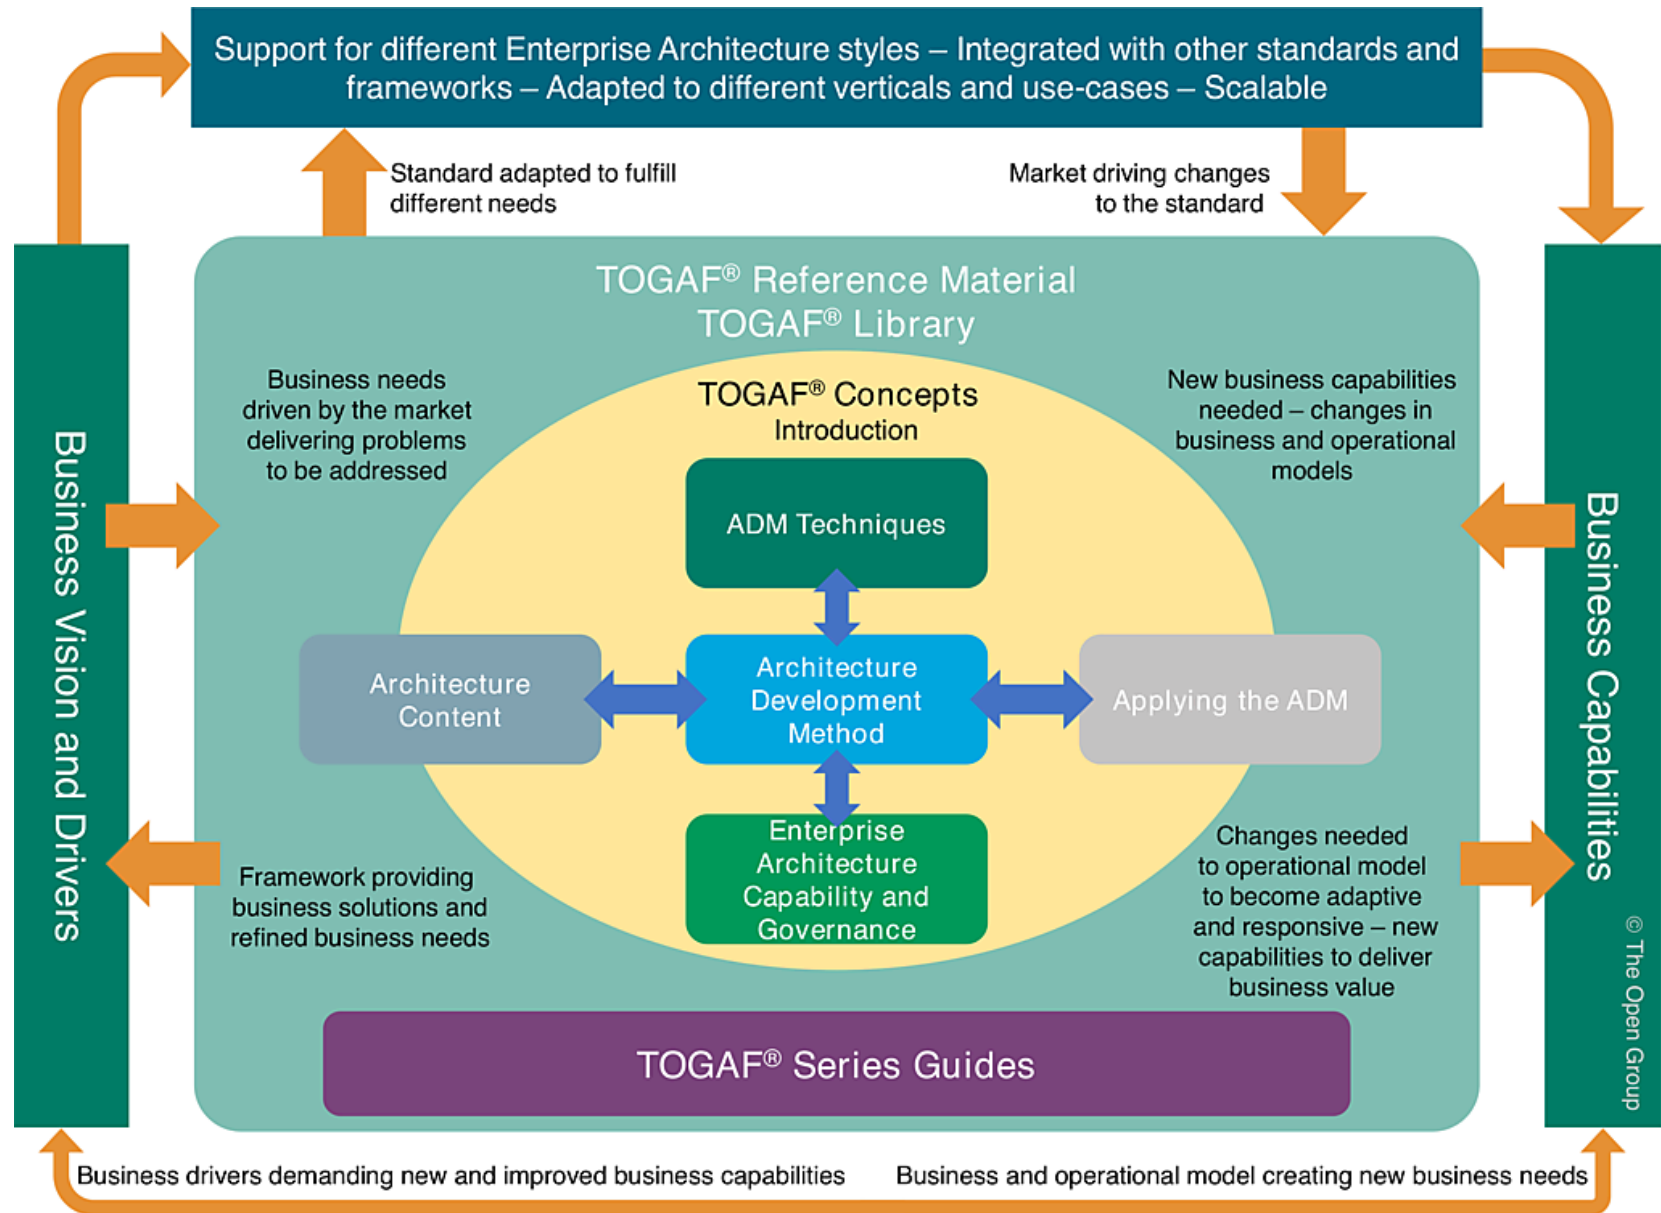 Support for different Enterprise Architecture styles – Integrated with other standards and
frameworks – Adapted to different verticals and use-cases – Scalable
Standard adapted to fulfill
different needs
Market driving changes
to the standard
TOGAF® Reference Material
TOGAF® Library
Business needs
driven by the market
delivering problems
to be addressed
TOGAF® Concepts
Introduction
New business capabilities
needed – changes in
business and operational
models
Business Vision and Drivers
ADM Techniques
Architecture
Content
Architecture
Development
Method
Applying the ADM
Business Capabilities
Enterprise
Architecture
Capability and
Governance
Framework providing
business solutions and
refined business needs
Changes needed
to operational model
to become adaptive
and responsive – new
capabilities to deliver
business value
TOGAF® Series Guides
© The Open Group
Business drivers demanding new and improved business capabilities
Business and operational model creating new business needs